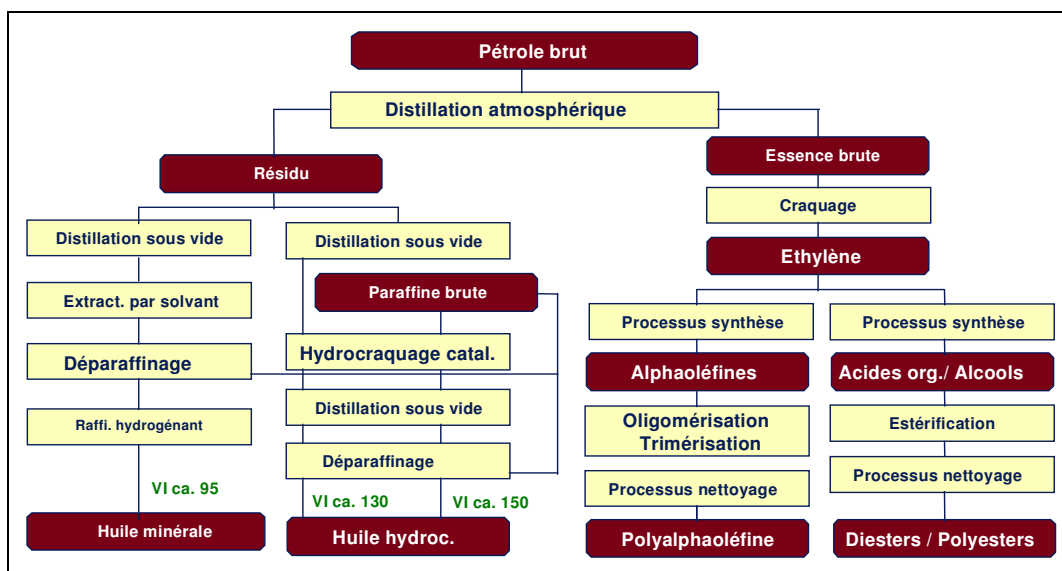 Pétrole brut
Distillation atmosphérique
Résidu
Essence brute
Craquage
Ethylène
Distillation sous vide
Distillation sous vide
Extract. par solvant
Paraffine brute
Processus synthèse
Processus synthèse
Déparaffinage
Hydrocraquage catal.
Alphaoléfines
Acides org./ Alcools
Raffi. hydrogénant
Distillation sous vide
Oligomérisation
Trimérisation
Estérification
Déparaffinage
Processus nettoyage
Processus nettoyage
VI ca. 95
VI ca. 130
VI ca. 150
Huile minérale
Huile hydroc.
Polyalphaoléfine
Diesters / Polyesters